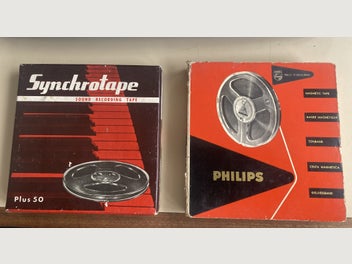 Synchrotape
SOUND RECORDING TAPE
Plus 50
PHILIPS
MAGNETIC TAPE
BANDE MAGNETIQUE
TONBAND
CINTA MAGNETICA
GELUIDSBAND